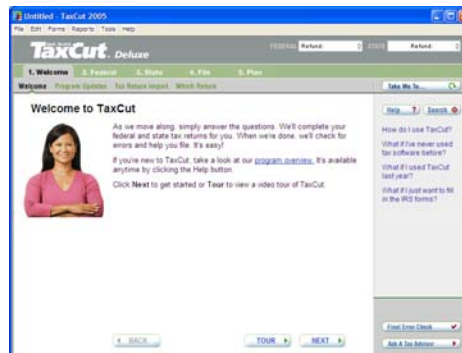 Untitled - TaxCut 2005
File Edit Forms Reports Tools Help
TaxCut. Deluxe
FEDERAL Refund: STATE Refund:
1. Welcome 2. Federal 3. State 4. File 5. Plan
Welcome Program Updates Tax Return Import Which Return
Take Me To...
Welcome to TaxCut
As we move along, simply answer the questions. We'll complete your
federal and state tax returns for you. When we're done, we'll check for
errors and help you file. It's easy!
If you're new to TaxCut, take a look at our program overview. It's available
anytime by clicking the Help button.
Click Next to get started or Tour to view a video tour of TaxCut.
Help ? Search
How do I use TaxCut?
What if I've never used
tax software before?
What if I used TaxCut
last year?
What if I just want to fill
in the IRS forms?
BACK TOUR NEXT
Final Error Check
Ask A Tax Advisor